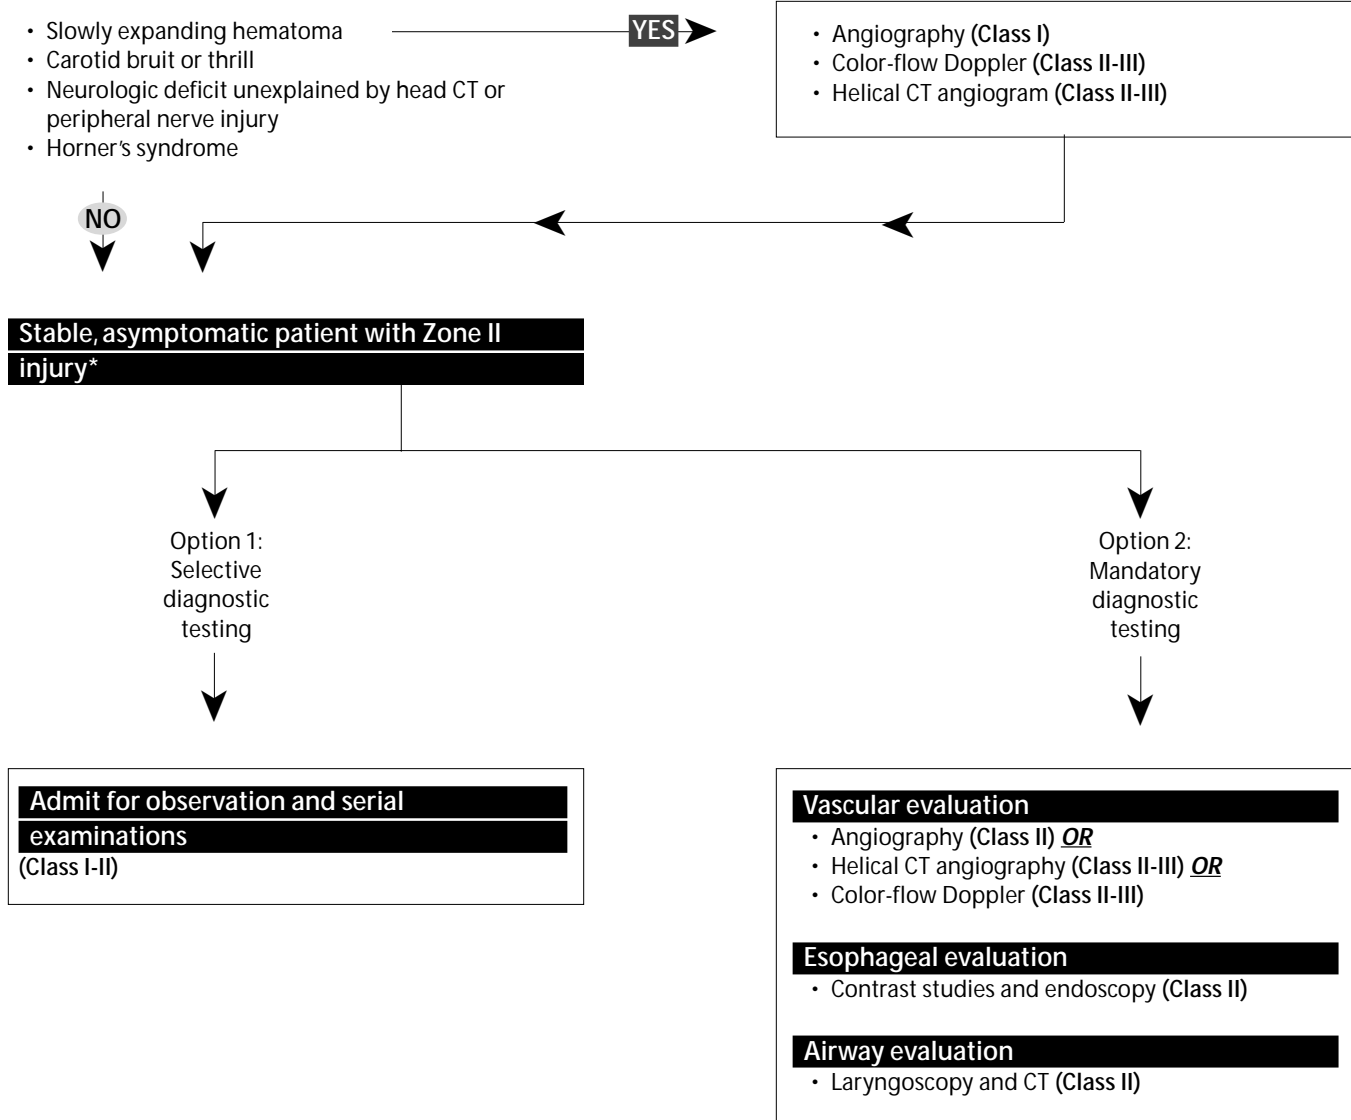 • Slowly expanding hematoma
• Carotid bruit or thrill
• Neurologic deficit unexplained by head CT or
peripheral nerve injury
• Horner's syndrome
YES
• Angiography (Class I)
• Color-flow Doppler (Class II-III)
• Helical CT angiogram (Class II-III)
NO
Stable, asymptomatic patient with Zone II
injury*
Option 1:
Selective
diagnostic
testing
Option 2:
Mandatory
diagnostic
testing
Admit for observation and serial
examinations
(Class I-II)
Vascular evaluation
• Angiography (Class II) OR
• Helical CT angiography (Class II-III) OR
• Color-flow Doppler (Class II-III)
Esophageal evaluation
• Contrast studies and endoscopy (Class II)
Airway evaluation
• Laryngoscopy and CT (Class II)